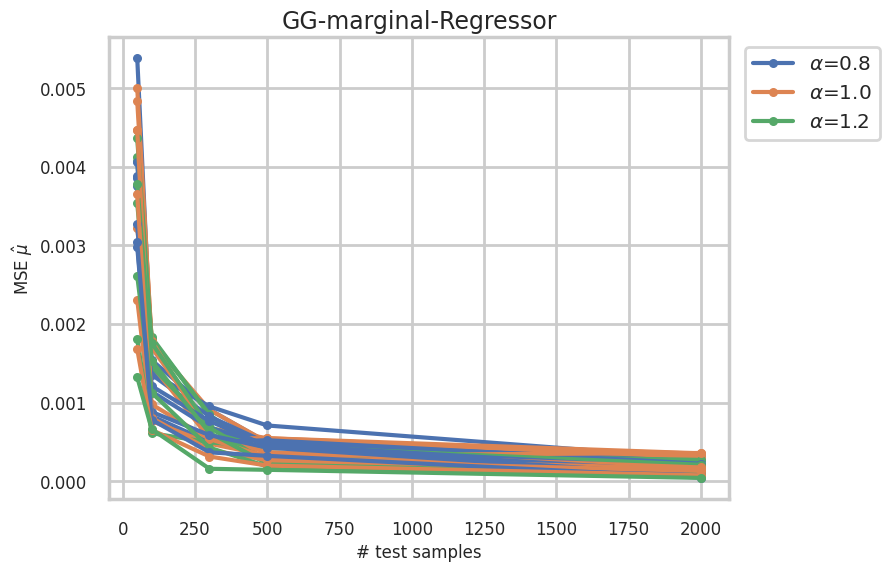 GG-marginal-Regressor
α=0.8
α=1.0
α=1.2
MSE μ̂
0.005
0.004
0.003
0.002
0.001
0.000
0 250 500 750 1000 1250 1500 1750 2000
# test samples